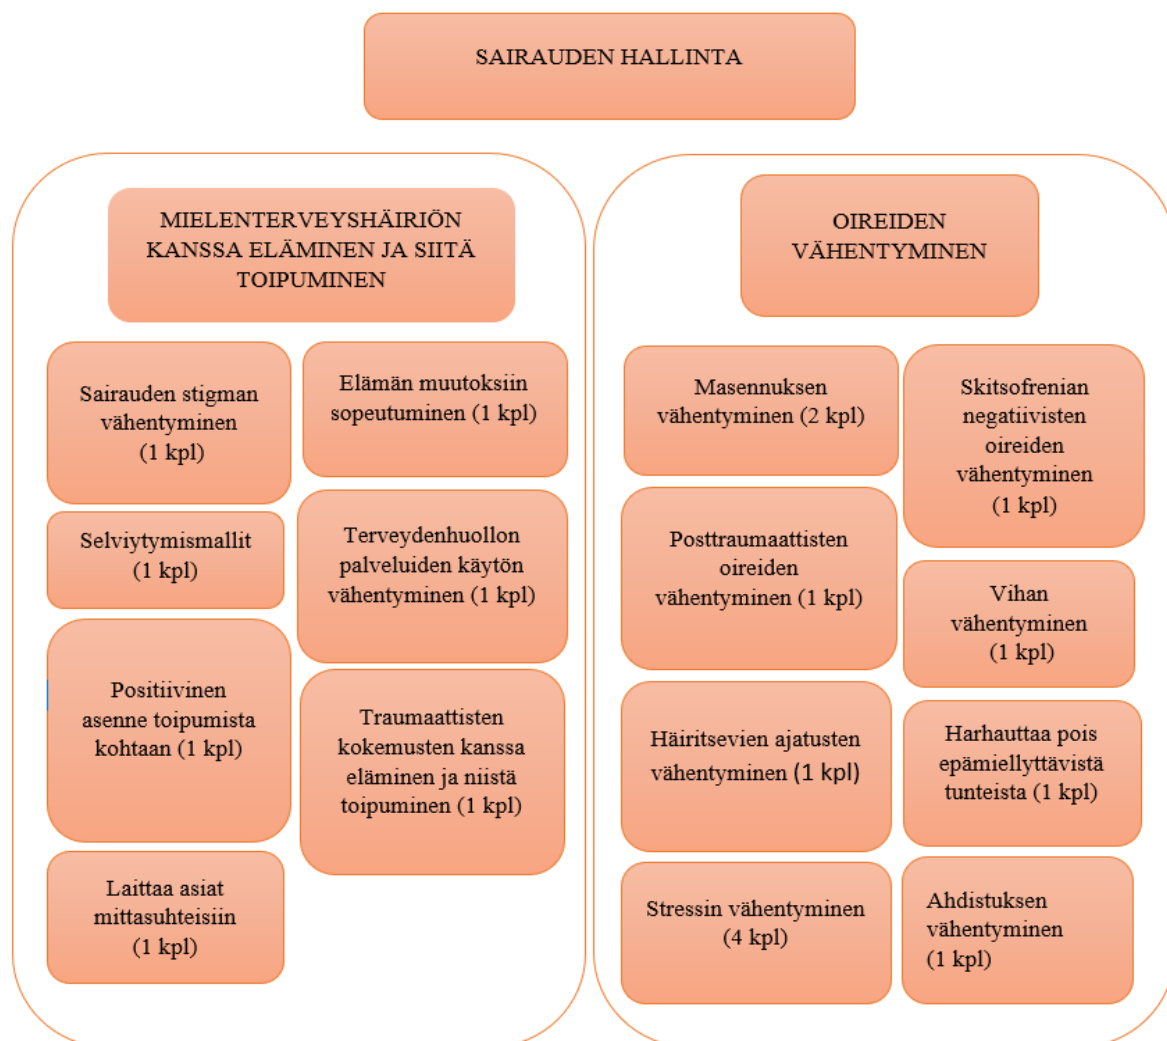 SAIRAUDEN HALLINTA
MIELENTERVEYSHÄIRIÖN
KANSSA ELÄMINEN JA SIITÄ
TOIPUMINEN
Sairauden stigman
vähentyminen
(1 kpl)
Elämän muutoksiin
sopeutuminen (1 kpl)
Selviytymismallit
(1 kpl)
Terveydenhuollon
palveluiden käytön
vähentyminen (1 kpl)
Positiivinen
asenne toipumista
kohtaan (1 kpl)
Traumaattisten
kokemusten kanssa
eläminen ja niistä
toipuminen (1 kpl)
Laittaa asiat
mittasuhteisiin
(1 kpl)
OIREIDEN
VÄHENTYMINEN
Masennuksen
vähentyminen (2 kpl)
Skitsofrenian
negatiivisten
oireiden
vähentyminen
(1 kpl)
Posttraumaattisten
oireiden
vähentyminen (1 kpl)
Vihan
vähentyminen
(1 kpl)
Häiritsevien ajatusten
vähentyminen (1 kpl)
Harhauttaa pois
epämiellyttävistä
tunteista (1 kpl)
Stressin vähentyminen
(4 kpl)
Ahdistuksen
vähentyminen
(1 kpl)